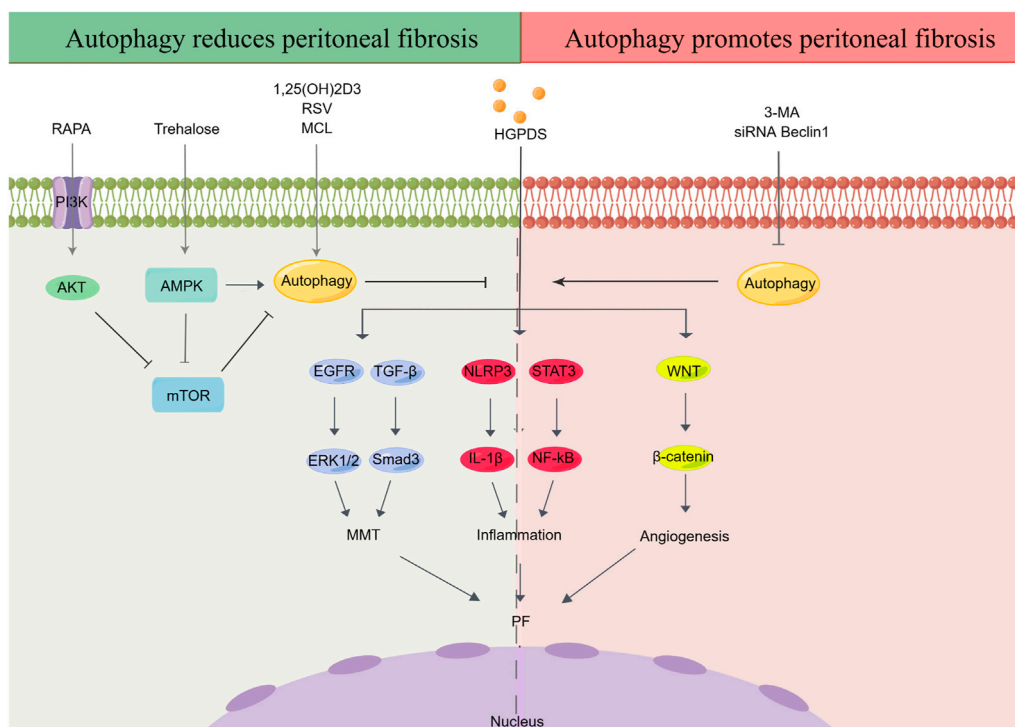 Autophagy reduces peritoneal fibrosis
Autophagy promotes peritoneal fibrosis
1,25(OH)2D3
RSV
MCL
RAPA
Trehalose
HGPDS
3-MA
siRNA Beclin1
PI3K
AKT
AMPK
Autophagy
Autophagy
mTOR
EGFR
TGF-β
NLRP3
STAT3
WNT
ERK1/2
Smad3
IL-1β
NF-kB
β-catenin
MMT
Inflammation
Angiogenesis
PF
Nucleus